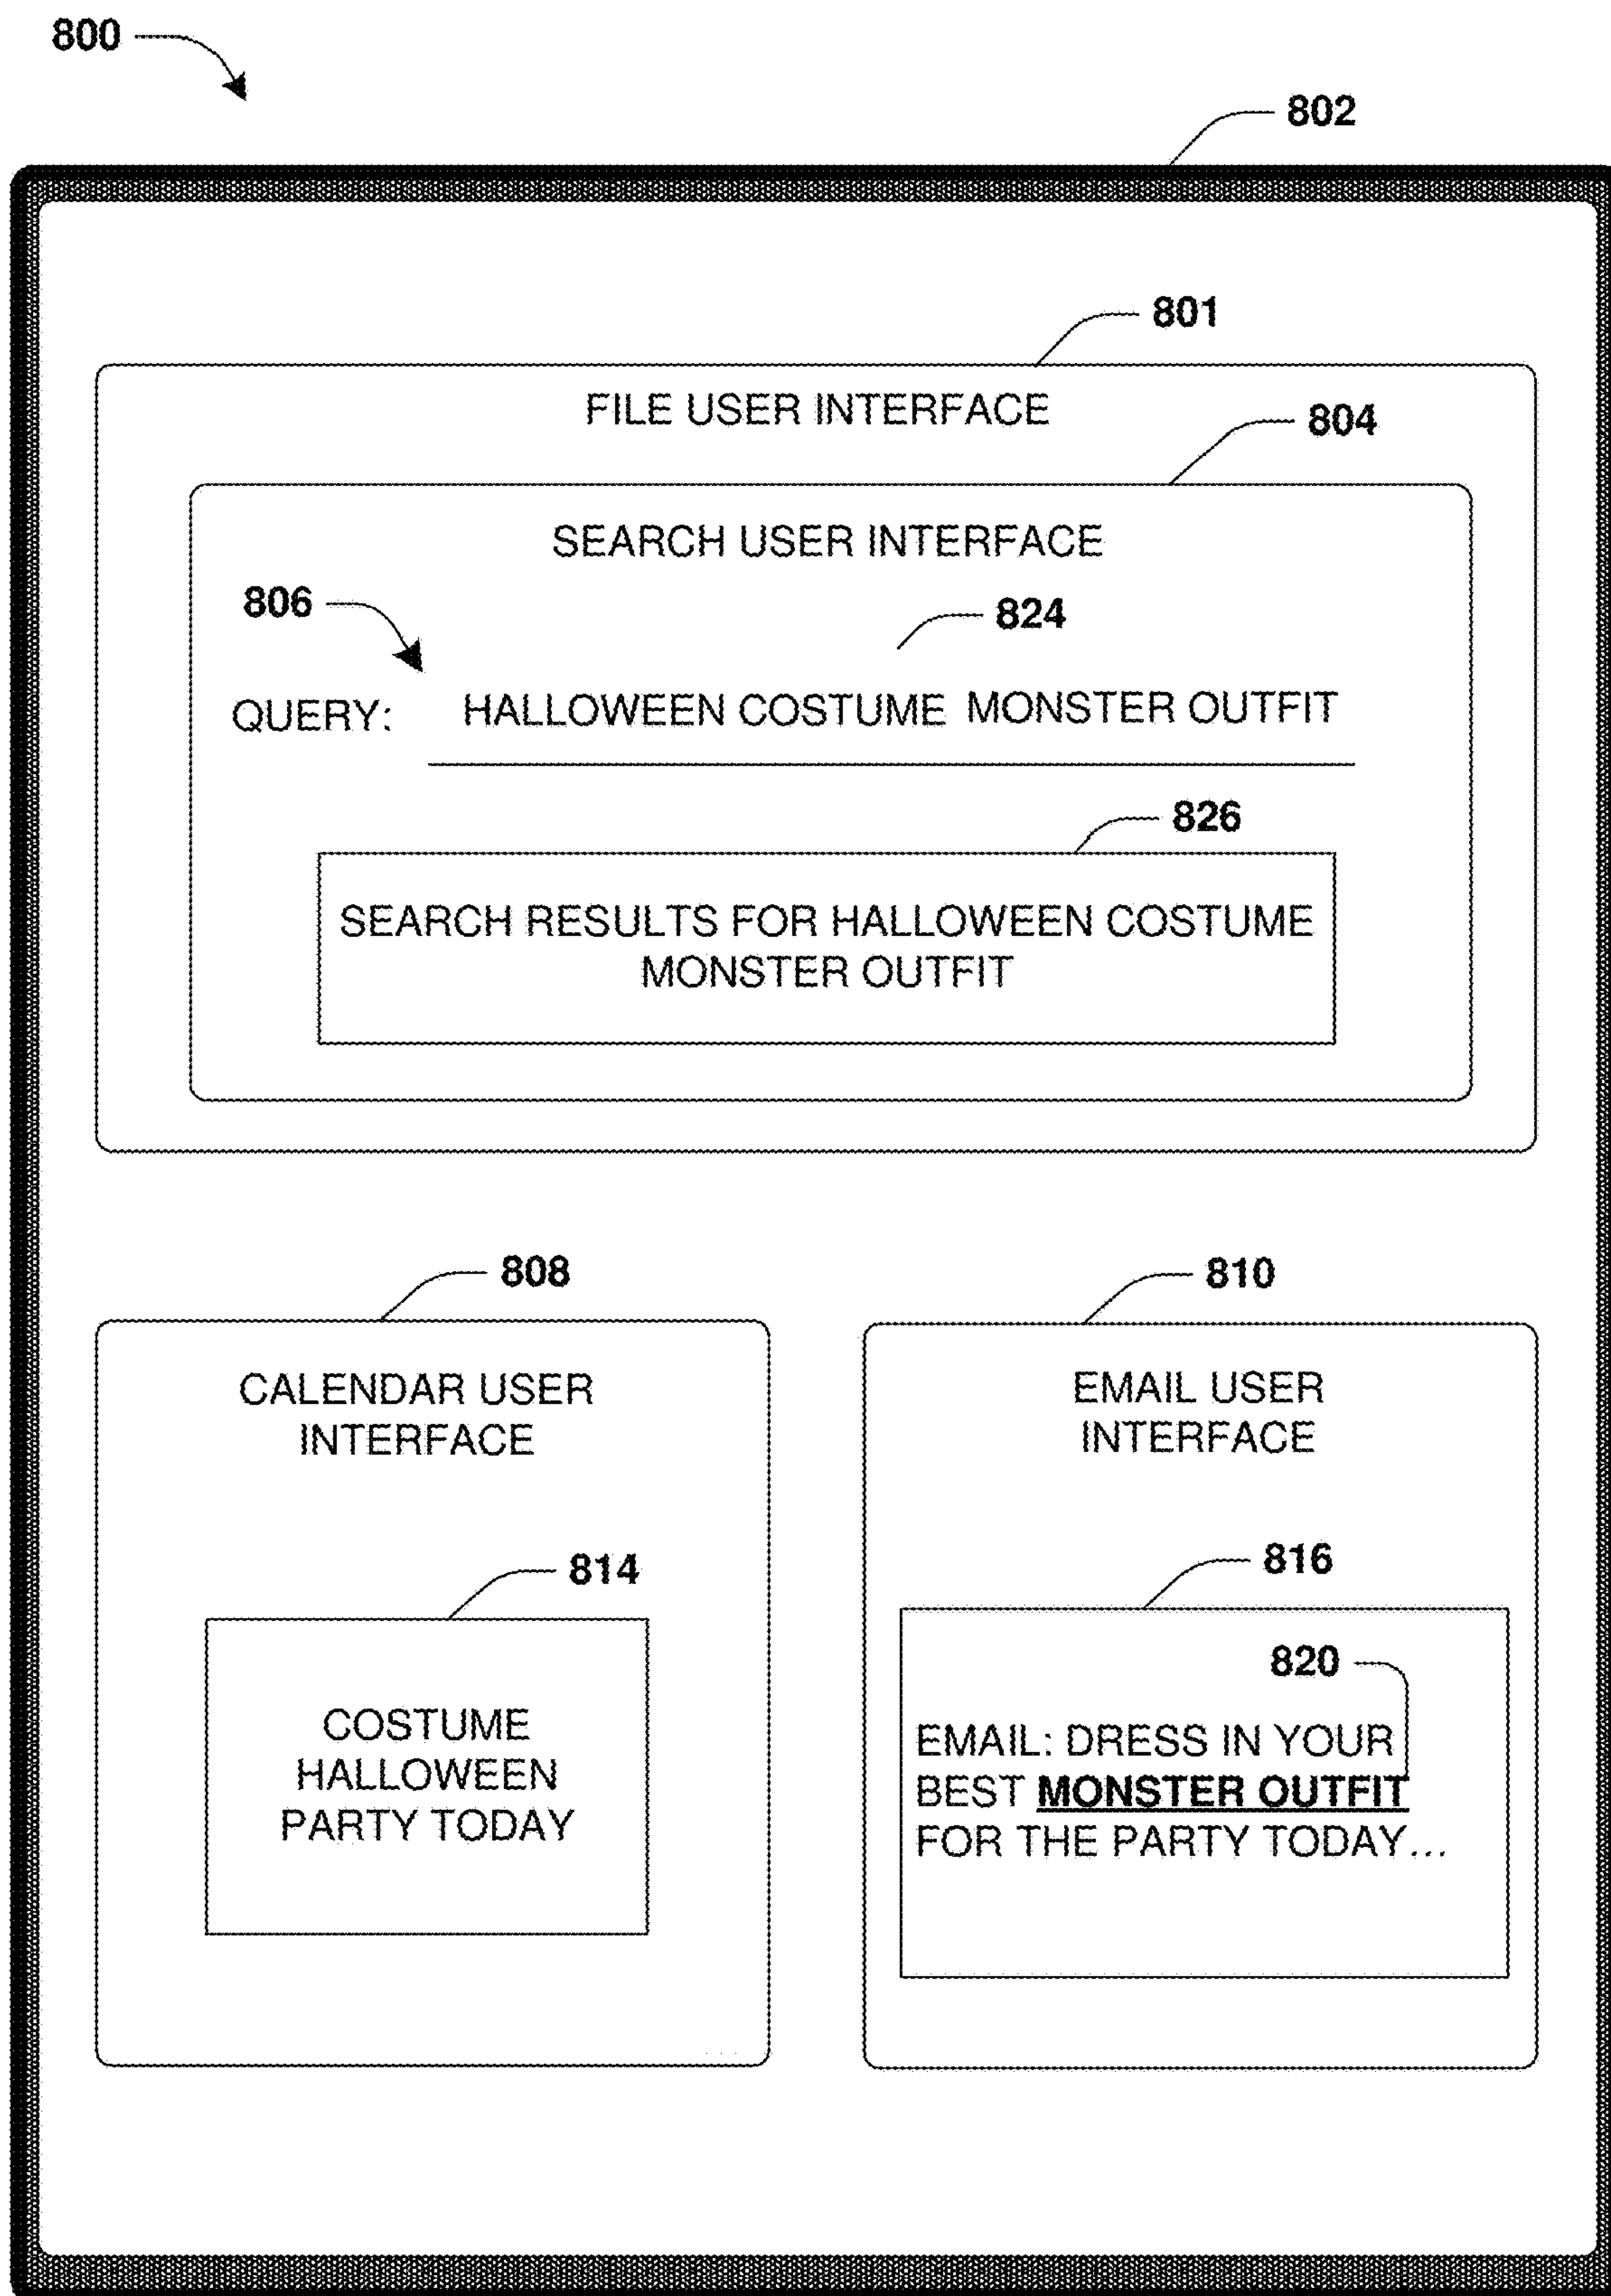 800
802
801
FILE USER INTERFACE
804
SEARCH USER INTERFACE
806
824
QUERY: HALLOWEEN COSTUME MONSTER OUTFIT
826
SEARCH RESULTS FOR HALLOWEEN COSTUME
MONSTER OUTFIT
808
CALENDAR USER
INTERFACE
814
COSTUME
HALLOWEEN
PARTY TODAY
810
EMAIL USER
INTERFACE
816
820
EMAIL: DRESS IN YOUR
BEST MONSTER OUTFIT
FOR THE PARTY TODAY...